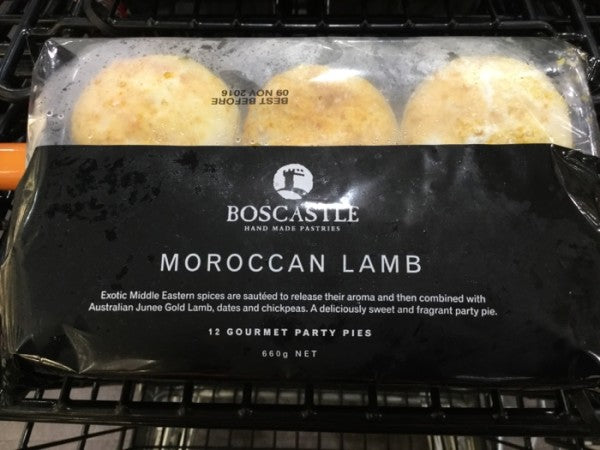 BEST BEFORE
09 NOV 2016
BOSCASTLE
HAND MADE PASTRIES
MOROCCAN LAMB
Exotic Middle Eastern spices are sautéed to release their aroma and then combined with
Australian Junee Gold Lamb, dates and chickpeas. A deliciously sweet and fragrant party pie.
12 GOURMET PARTY PIES
660g NET